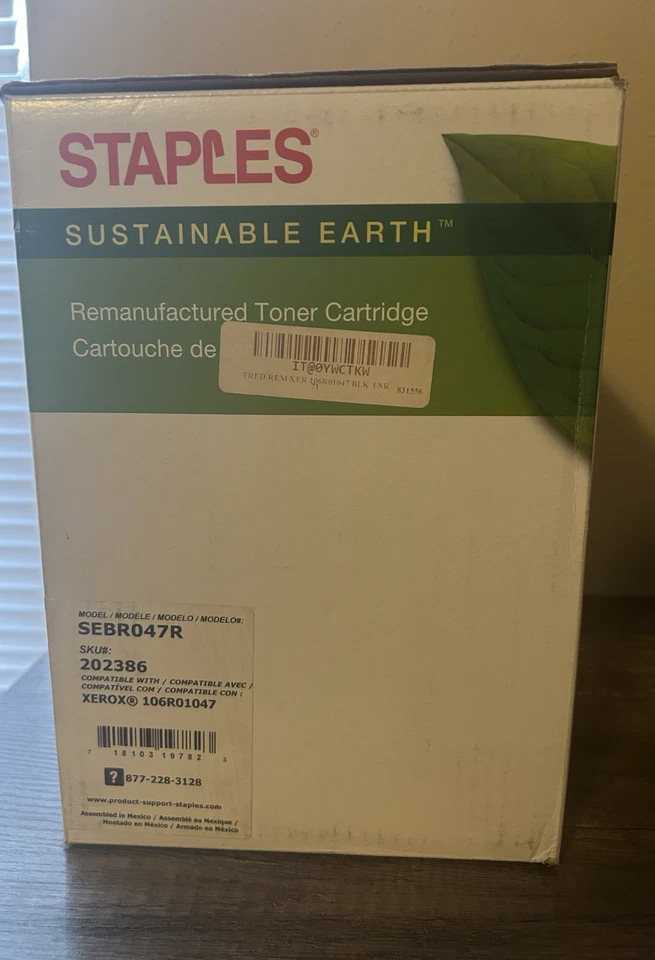 STAPLES®
SUSTAINABLE EARTH™
Remanufactured Toner Cartridge
Cartouche de
IT@0YWCTKW
TRED REM XER 106R01047 BLK TNR
831556
MODEL / MODÈLE / MODELO / MODELO#:
SEBR047R
SKU#:
202386
COMPATIBLE WITH / COMPATIBLE AVEC /
COMPATÍVEL COM / COMPATIBLE CON :
XEROX® 106R01047
7 18103 19782 3
? 877-228-3128
www.product-support-staples.com
Assembled in Mexico / Assemblé au Mexique /
Montado no México / Armado en México